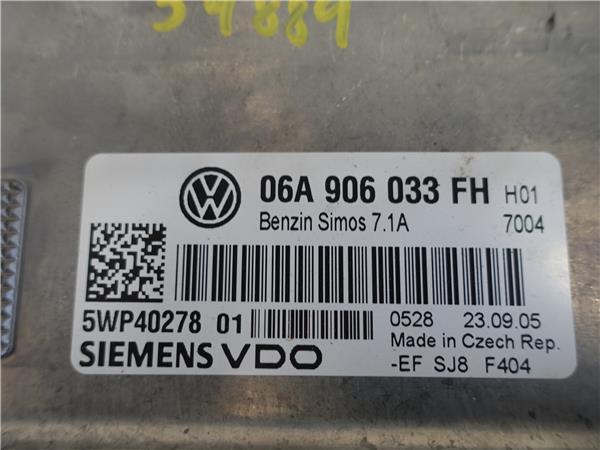 54889
06A 906 033 FH H01
Benzin Simos 7.1A 7004
5WP40278 01 0528 23.09.05
SIEMENS VDO Made in Czech Rep.
-EF SJ8 F404